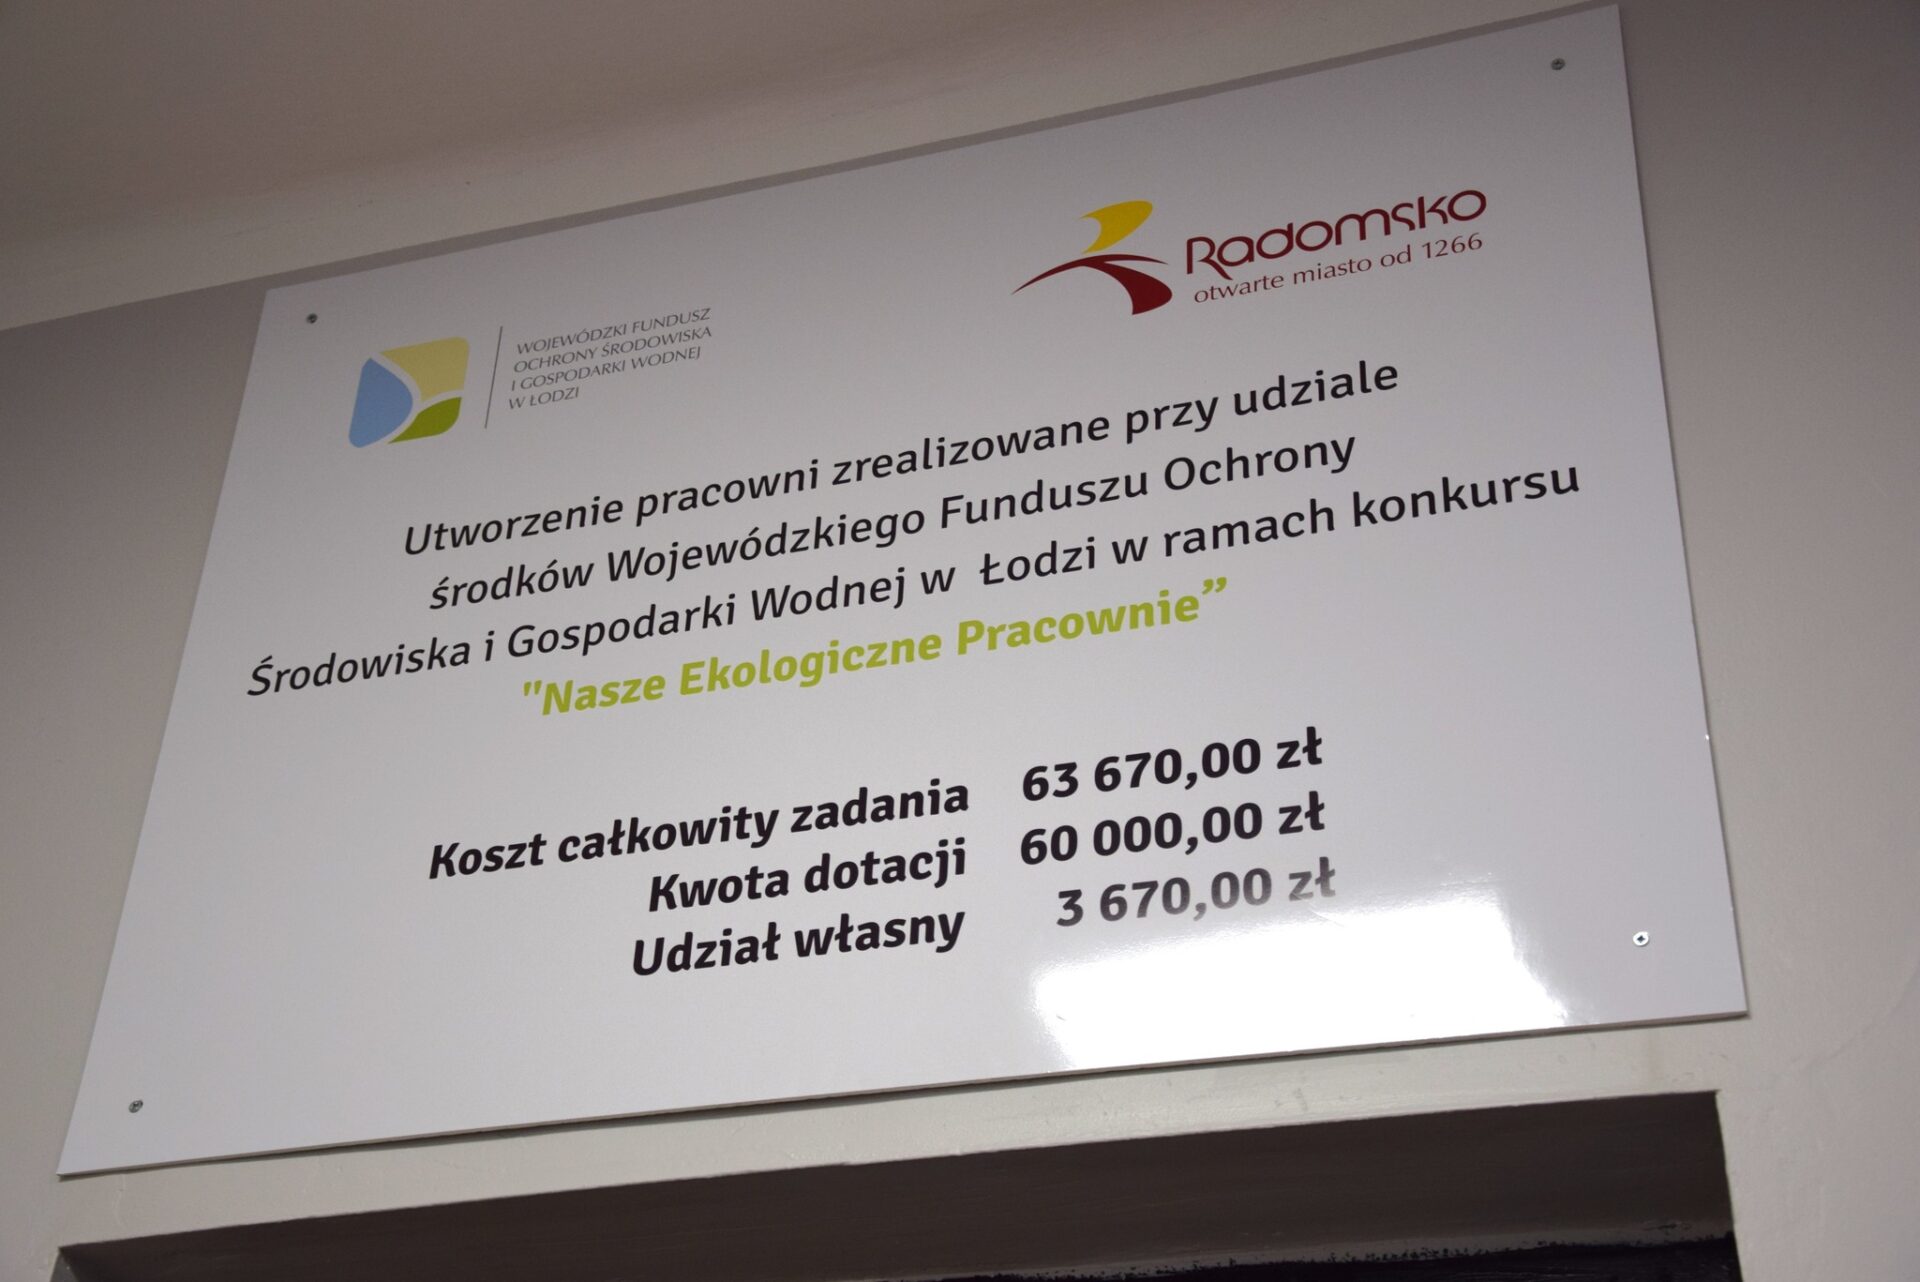 WOJEWÓDZKI FUNDUSZ
OCHRONY ŚRODOWISKA
I GOSPODARKI WODNEJ
W ŁODZI
Radomsko
otwarte miasto od 1266
Utworzenie pracowni zrealizowane przy udziale
środków Wojewódzkiego Funduszu Ochrony
Środowiska i Gospodarki Wodnej w Łodzi w ramach konkursu
"Nasze Ekologiczne Pracownie”
Koszt całkowity zadania 63 670,00 zł
Kwota dotacji 60 000,00 zł
Udział własny 3 670,00 zł